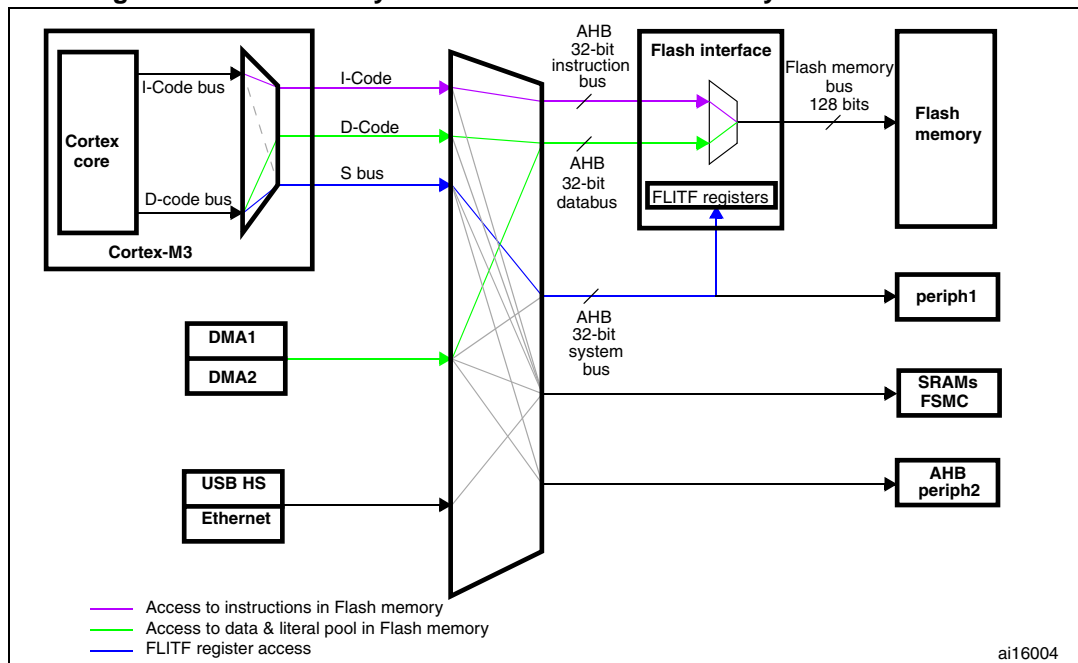 Cortex
core
I-Code bus
D-code bus
Cortex-M3
I-Code
D-Code
S bus
DMA1
DMA2
USB HS
Ethernet
AHB
32-bit
instruction
bus
AHB
32-bit
databus
AHB
32-bit
system
bus
Flash interface
FLITF registers
Flash memory
bus
128 bits
Flash
memory
periph1
SRAMs
FSMC
AHB
periph2
Access to instructions in Flash memory
Access to data & literal pool in Flash memory
FLITF register access
ai16004